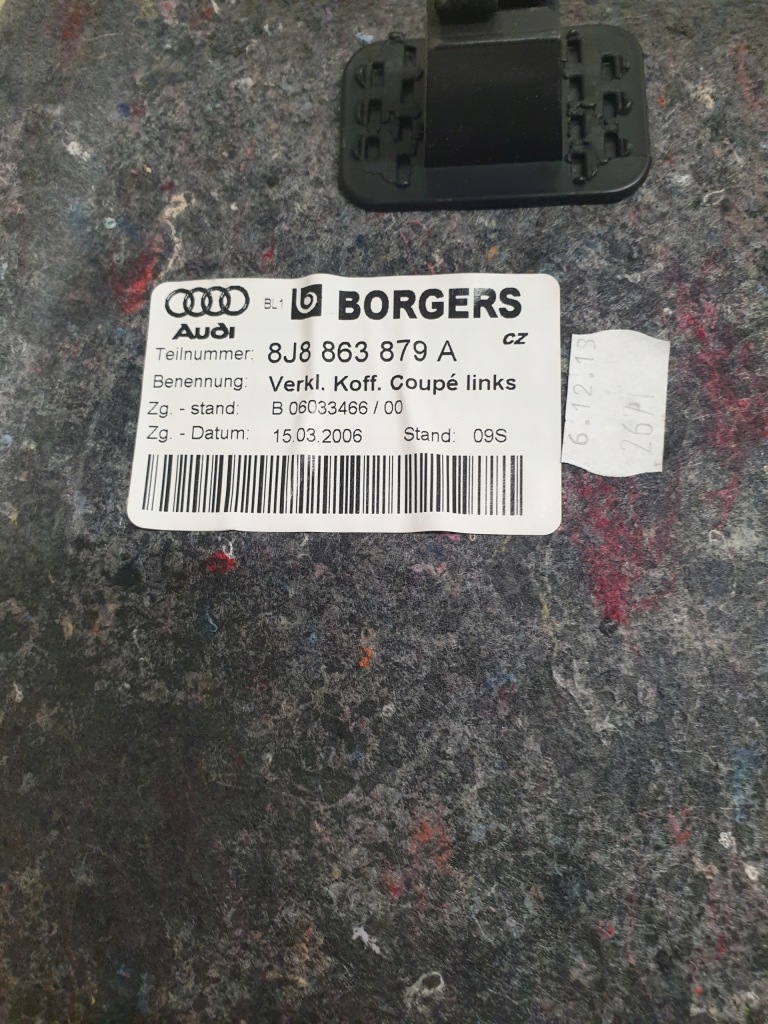 BL1 BORGERS
Audi
CZ
Teilnummer: 8J8 863 879 A
Benennung: Verkl. Koff. Coupé links
Zg. - stand: B 06033466 / 00
Zg. - Datum: 15.03.2006 Stand: 09S
6.12.13